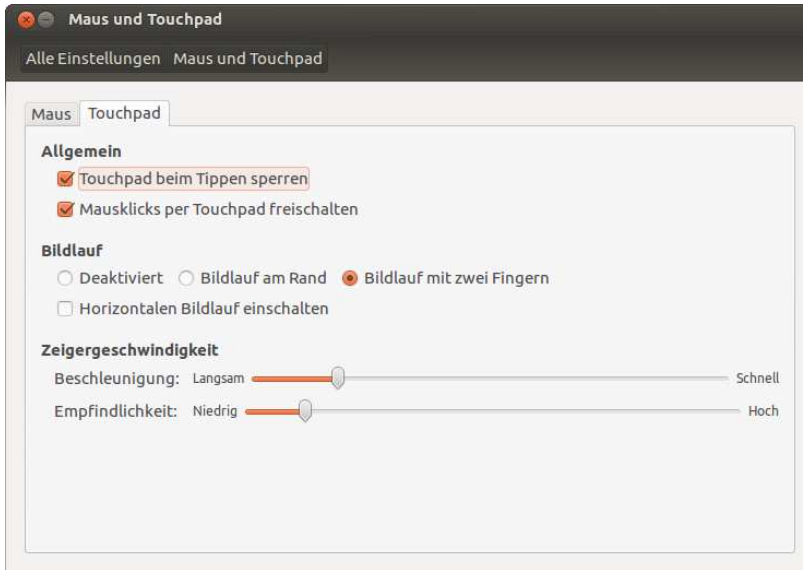 Maus und Touchpad
Alle Einstellungen Maus und Touchpad
Maus Touchpad
Allgemein
Touchpad beim Tippen sperren
Mausklicks per Touchpad freischalten
Bildlauf
Deaktiviert Bildlauf am Rand Bildlauf mit zwei Fingern
Horizontalen Bildlauf einschalten
Zeigergeschwindigkeit
Beschleunigung: Langsam Schnell
Empfindlichkeit: Niedrig Hoch